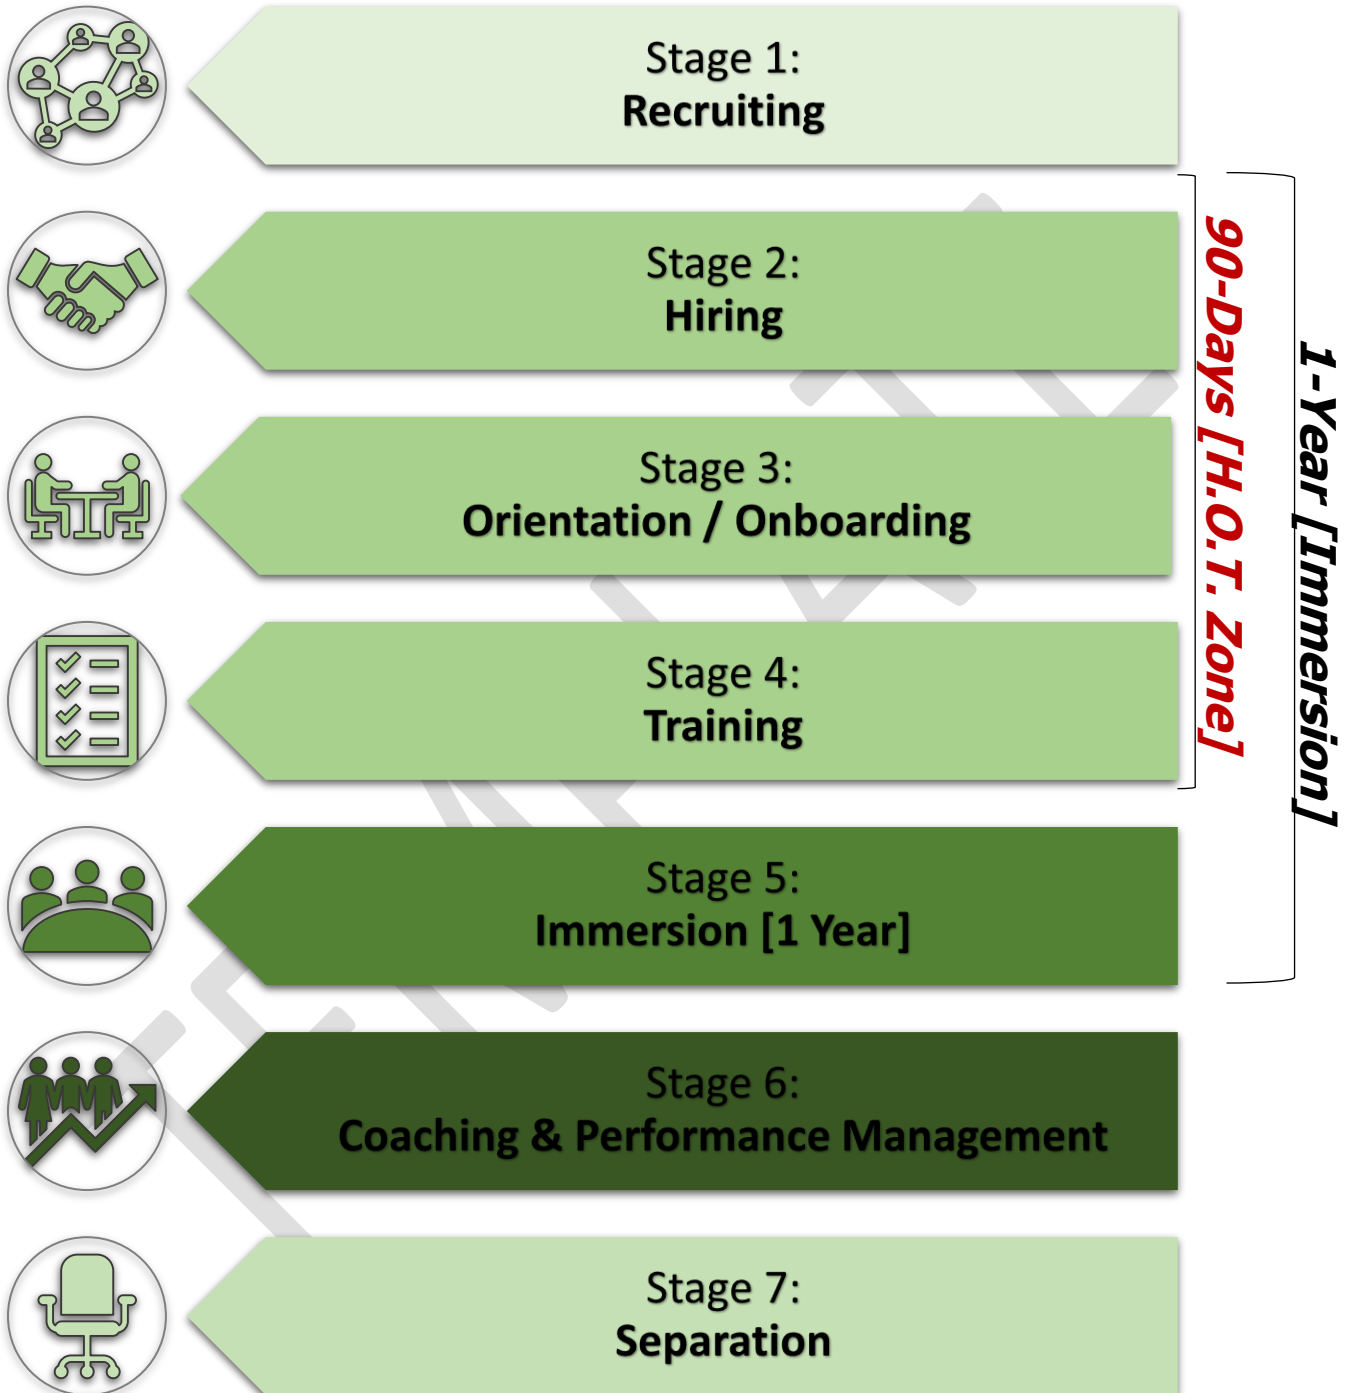 Stage 1:
Recruiting
Stage 2:
Hiring
Stage 3:
Orientation / Onboarding
Stage 4:
Training
Stage 5:
Immersion [1 Year]
Stage 6:
Coaching & Performance Management
Stage 7:
Separation
90-Days [H.O.T. Zone]
1-Year [Immersion]
TEMPLATE